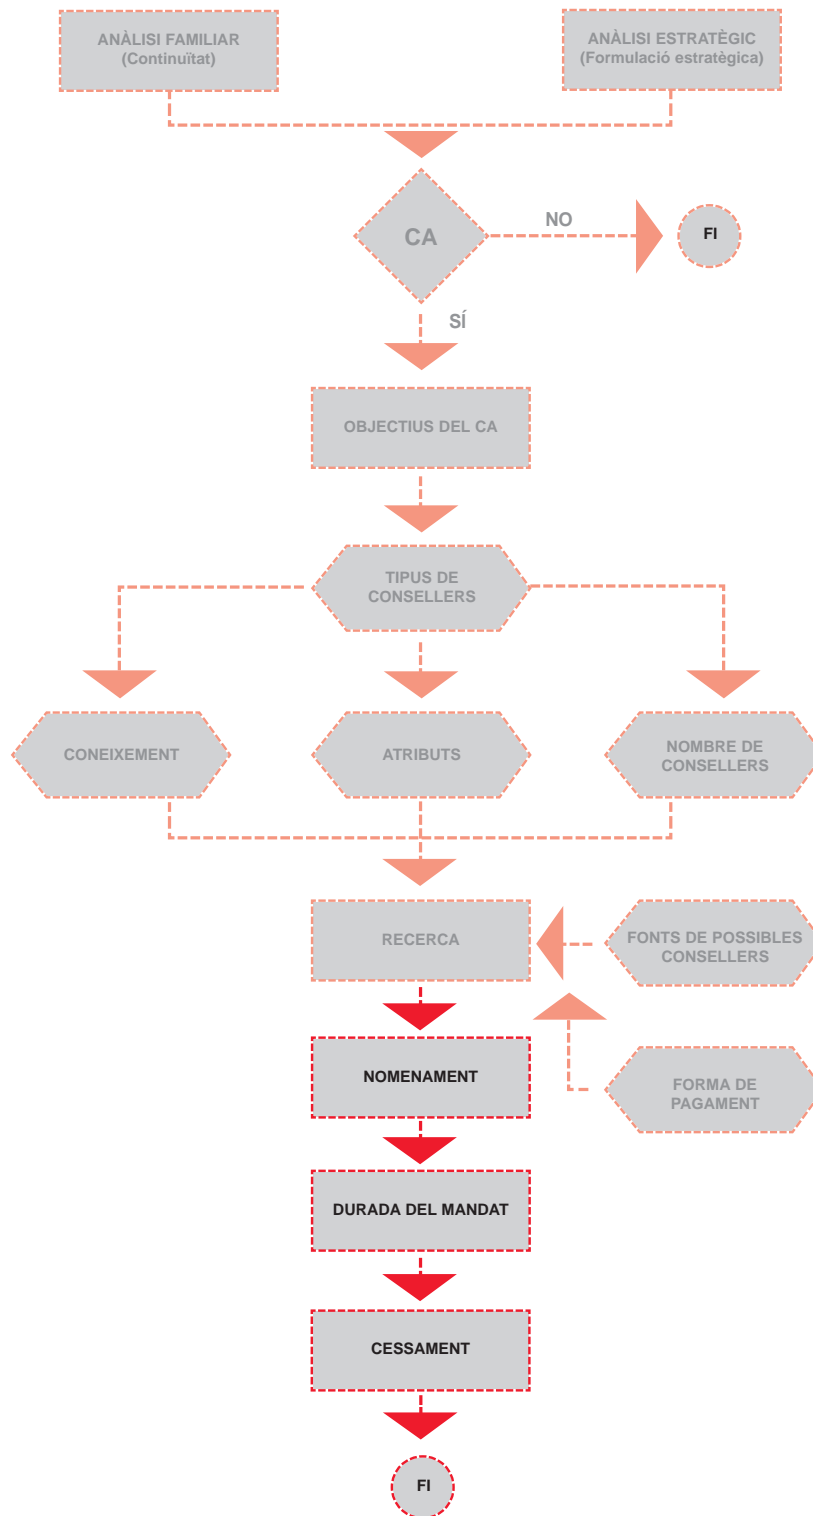 ANÀLISI FAMILIAR
(Continuïtat)
ANÀLISI ESTRATÈGIC
(Formulació estratègica)
CA
NO
FI
SÍ
OBJECTIUS DEL CA
TIPUS DE
CONSELLERS
CONEIXEMENT
ATRIBUTS
NOMBRE DE
CONSELLERS
RECERCA
FONTS DE POSSIBLES
CONSELLERS
NOMENAMENT
FORMA DE
PAGAMENT
DURADA DEL MANDAT
CESSAMENT
FI